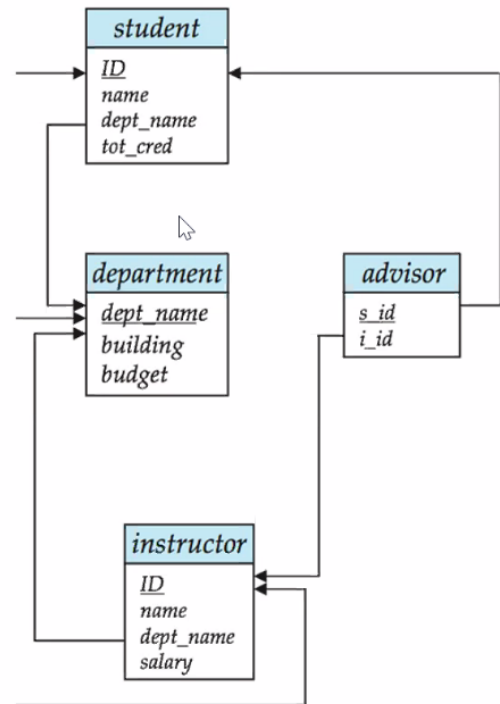 student
ID
name
dept_name
tot_cred
department
dept_name
building
budget
advisor
s_id
i_id
instructor
ID
name
dept_name
salary